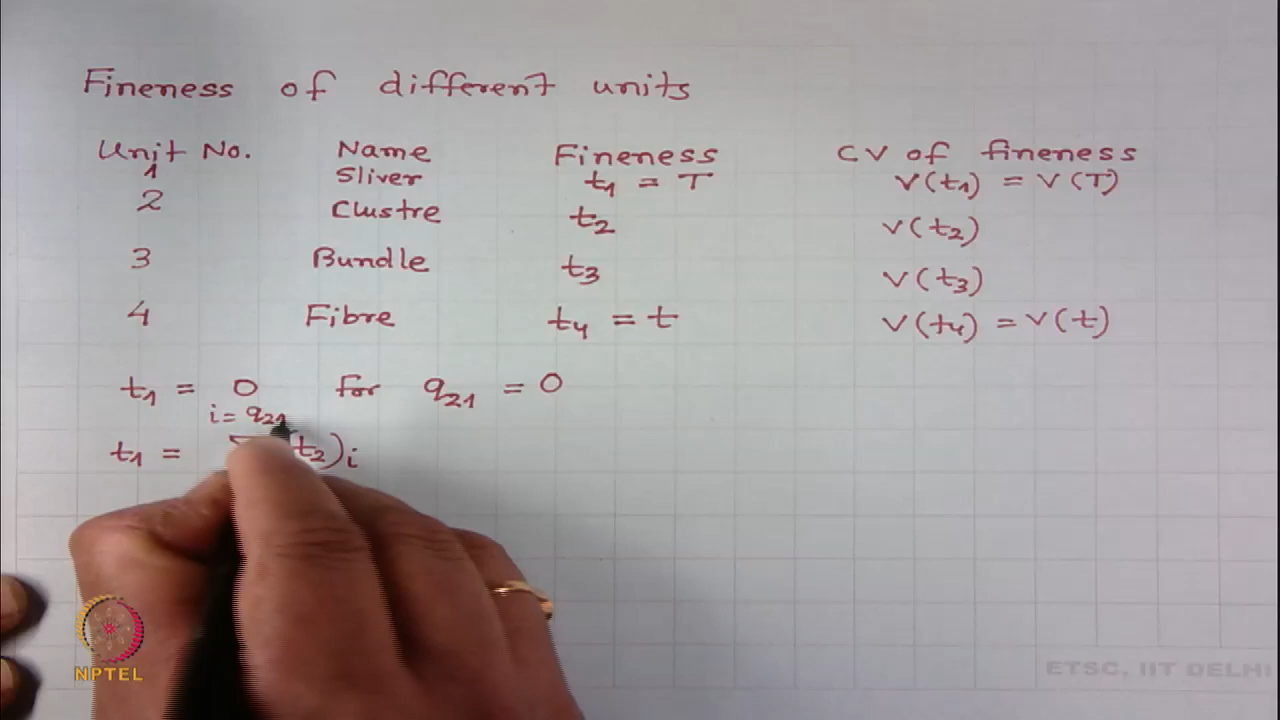 Fineness of different units
Unit No. Name Fineness CV of fineness
1 Sliver t₁ = T V(t₁) = V(T)
2 Clustre t₂ V(t₂)
3 Bundle t₃ V(t₃)
4 Fibre t₄ = t V(t₄) = V(t)
t₁ = 0 for q₂₁ = 0
i = q₂₁
t₁ = (t₂)ᵢ
NPTEL
ETSC, IIT DELHI